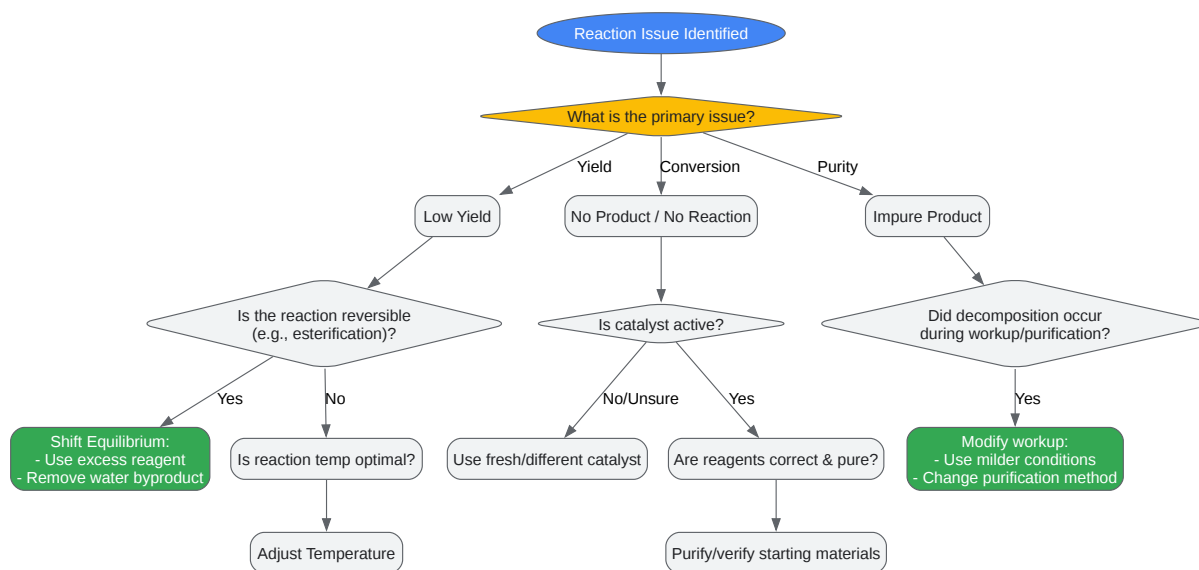 Reaction Issue Identified
What is the primary issue?
Yield
Conversion
Purity
Low Yield
No Product / No Reaction
Impure Product
Is the reaction reversible
(e.g., esterification)?
Is catalyst active?
Did decomposition occur
during workup/purification?
Yes
No
No/Unsure
Yes
Yes
Shift Equilibrium:
- Use excess reagent
- Remove water byproduct
Is reaction temp optimal?
Use fresh/different catalyst
Are reagents correct & pure?
Modify workup:
- Use milder conditions
- Change purification method
Adjust Temperature
Purify/verify starting materials